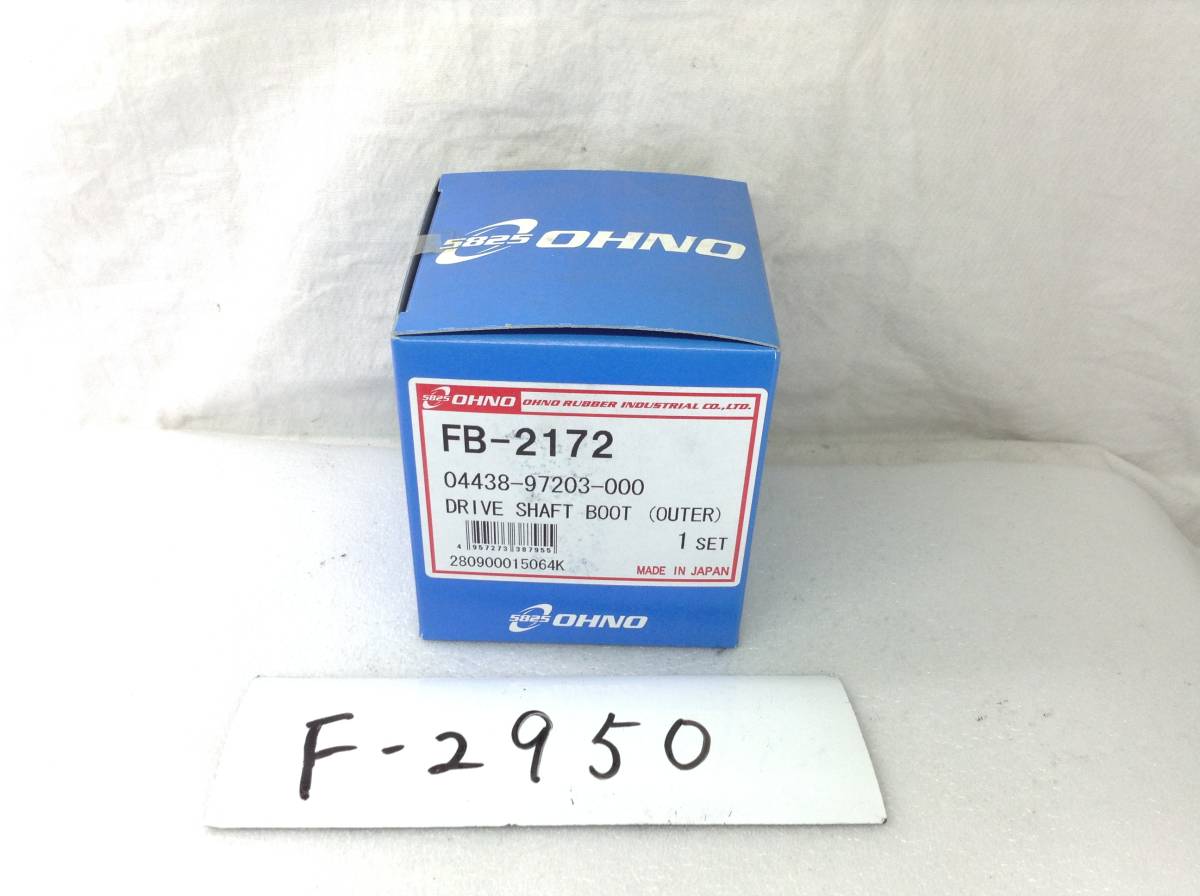 5825 OHNO
5825 OHNO OHNO RUBBER INDUSTRIAL CO.,LTD.
FB-2172
04438-97203-000
DRIVE SHAFT BOOT (OUTER)
1 SET
4 957273 387955
280900015064K
MADE IN JAPAN
5825 OHNO
F-2950